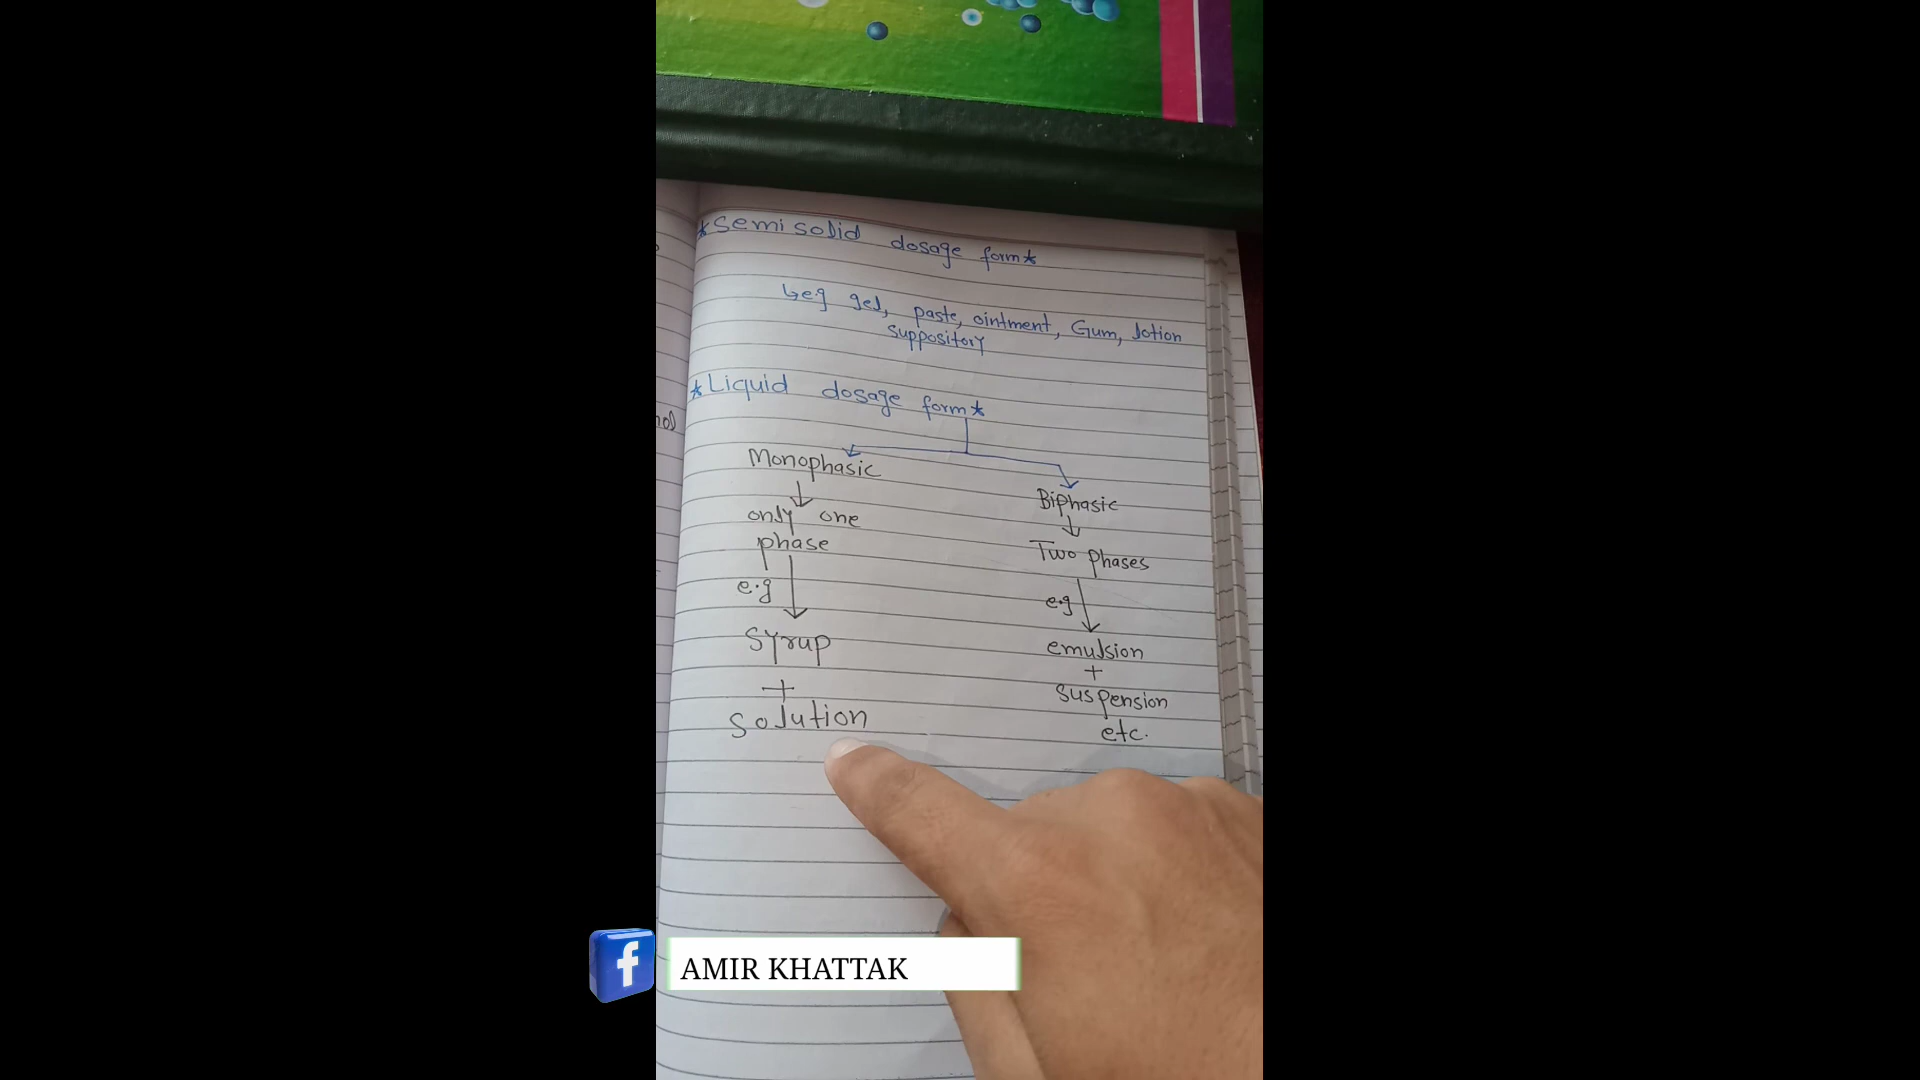 *Semi solid dosage form*
↳e.g gel, paste, ointment, Gum, lotion
suppository
*Liquid dosage form*
Monophasic
only one
phase
e.g
Syrup
+
Solution
Biphasic
Two phases
e.g
emulsion
+
Suspension
etc.
f
AMIR KHATTAK